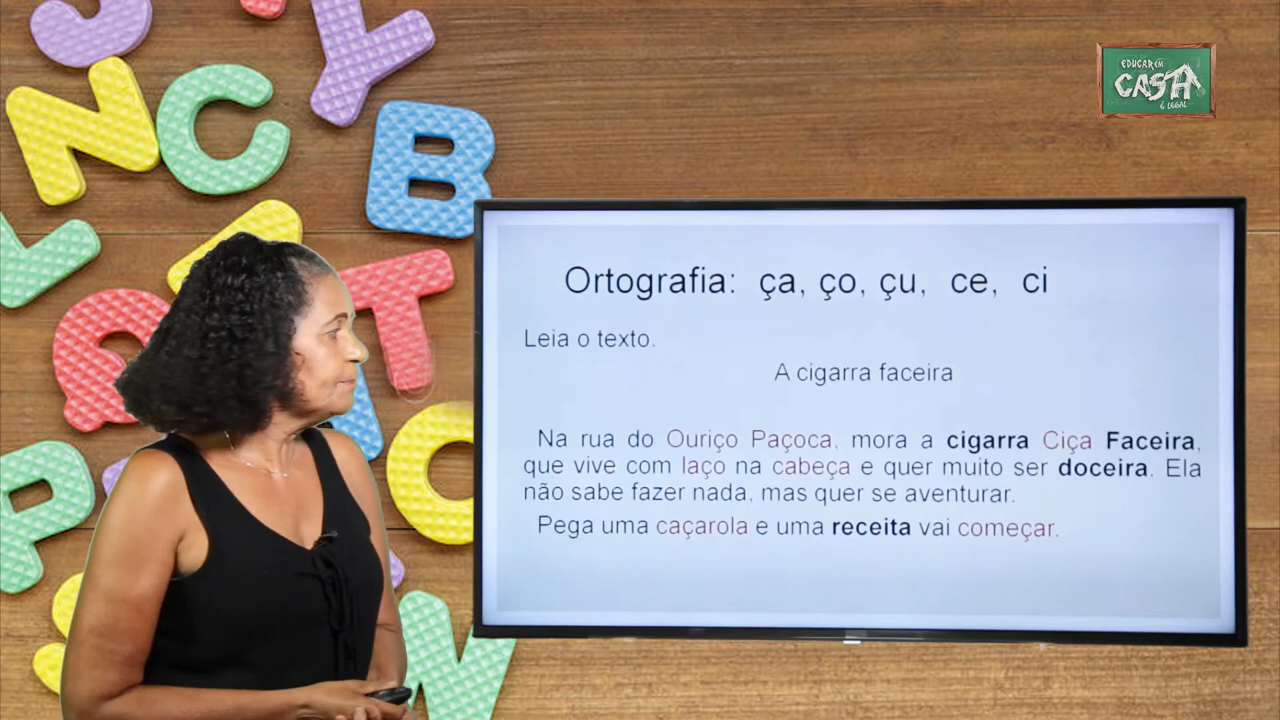 EDUCAR EM
CASA
É LEGAL
Ortografia: ça, ço, çu, ce, ci
Leia o texto.
A cigarra faceira
Na rua do Ouriço Paçoca, mora a cigarra Ciça Faceira,
que vive com laço na cabeça e quer muito ser doceira. Ela
não sabe fazer nada, mas quer se aventurar.
Pega uma caçarola e uma receita vai começar.